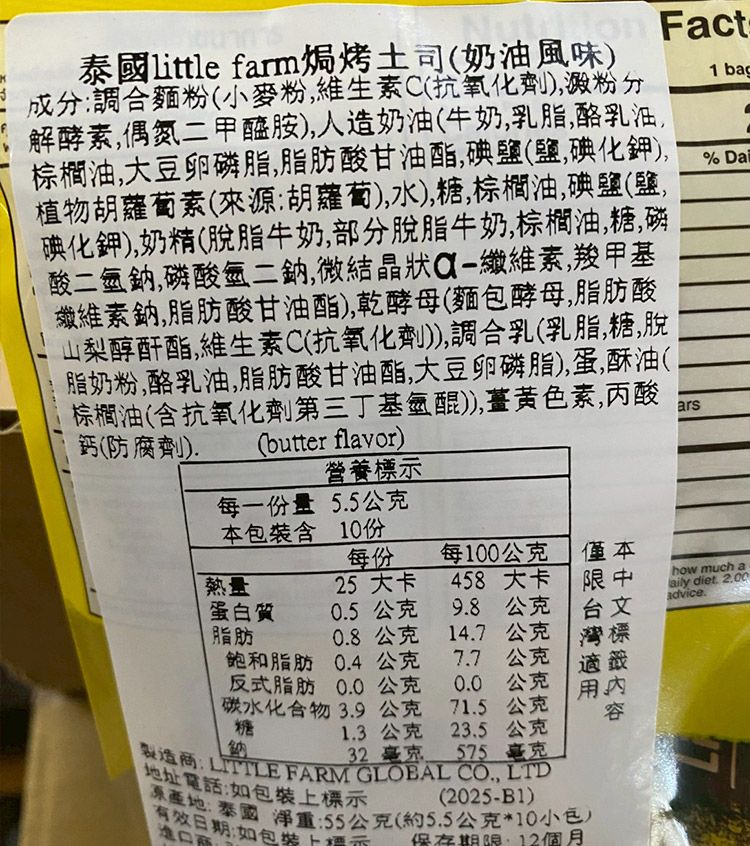 Nutrition Fact
1 bag
% Dai
ars
how much a
aily diet. 2,00
advice.
泰國little farm焗烤土司(奶油風味)
成分:調合麵粉(小麥粉,維生素C(抗氧化劑),澱粉分
解酵素,偶氮二甲醯胺),人造奶油(牛奶,乳脂,酪乳油,
棕櫚油,大豆卵磷脂,脂肪酸甘油酯,碘鹽(鹽,碘化鉀),
植物胡蘿蔔素(來源:胡蘿蔔),水),糖,棕櫚油,碘鹽(鹽,
碘化鉀),奶精(脫脂牛奶,部分脫脂牛奶,棕櫚油,糖,磷
酸二氫鈉,磷酸氫二鈉,微結晶狀α-纖維素,羧甲基
纖維素鈉,脂肪酸甘油酯),乾酵母(麵包酵母,脂肪酸
山梨醇酐酯,維生素C(抗氧化劑)),調合乳(乳脂,糖,脫
脂奶粉,酪乳油,脂肪酸甘油酯,大豆卵磷脂),蛋,酥油(
棕櫚油(含抗氧化劑第三丁基氫醌)),薑黃色素,丙酸
鈣(防腐劑). (butter flavor)
營養標示
每一份量 5.5公克
本包裝含 10份
每份 每100公克
熱量 25 大卡 458 大卡
蛋白質 0.5 公克 9.8 公克
脂肪 0.8 公克 14.7 公克
飽和脂肪 0.4 公克 7.7 公克
反式脂肪 0.0 公克 0.0 公克
碳水化合物 3.9 公克 71.5 公克
糖 1.3 公克 23.5 公克
鈉 32 毫克 575 毫克
本中文標籤內容
僅限台灣適用
製造商: LITTLE FARM GLOBAL CO., LTD
地址電話:如包裝上標示 (2025-B1)
原產地: 泰國 淨重:55公克(約5.5公克*10小包)
有效日期:如包裝上標示 保存期限: 12個月
進口商: